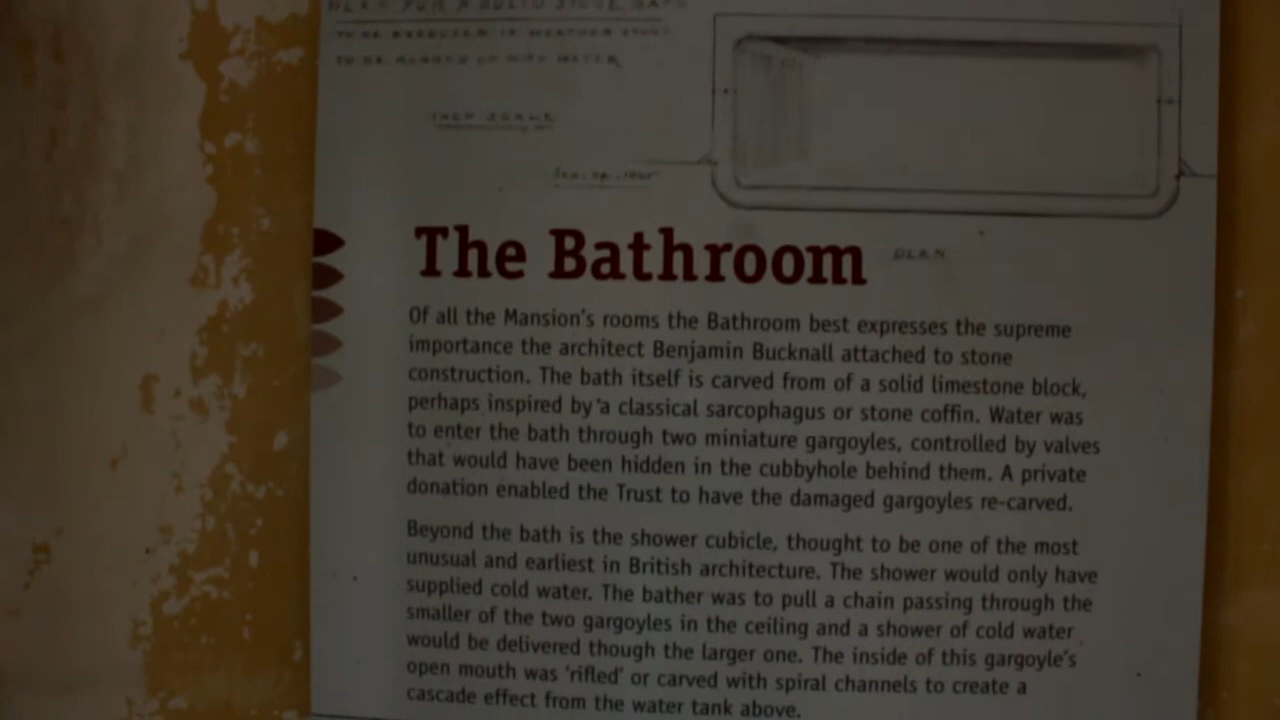 TO BE
INCH SCALE
The Bathroom
PLAN
Of all the Mansion's rooms the Bathroom best expresses the supreme
importance the architect Benjamin Bucknall attached to stone
construction. The bath itself is carved from of a solid limestone block,
perhaps inspired by a classical sarcophagus or stone coffin. Water was
to enter the bath through two miniature gargoyles, controlled by valves
that would have been hidden in the cubbyhole behind them. A private
donation enabled the Trust to have the damaged gargoyles re-carved.
Beyond the bath is the shower cubicle, thought to be one of the most
unusual and earliest in British architecture. The shower would only have
supplied cold water. The bather was to pull a chain passing through the
smaller of the two gargoyles in the ceiling and a shower of cold water
would be delivered though the larger one. The inside of this gargoyle's
open mouth was 'rifled' or carved with spiral channels to create a
cascade effect from the water tank above.